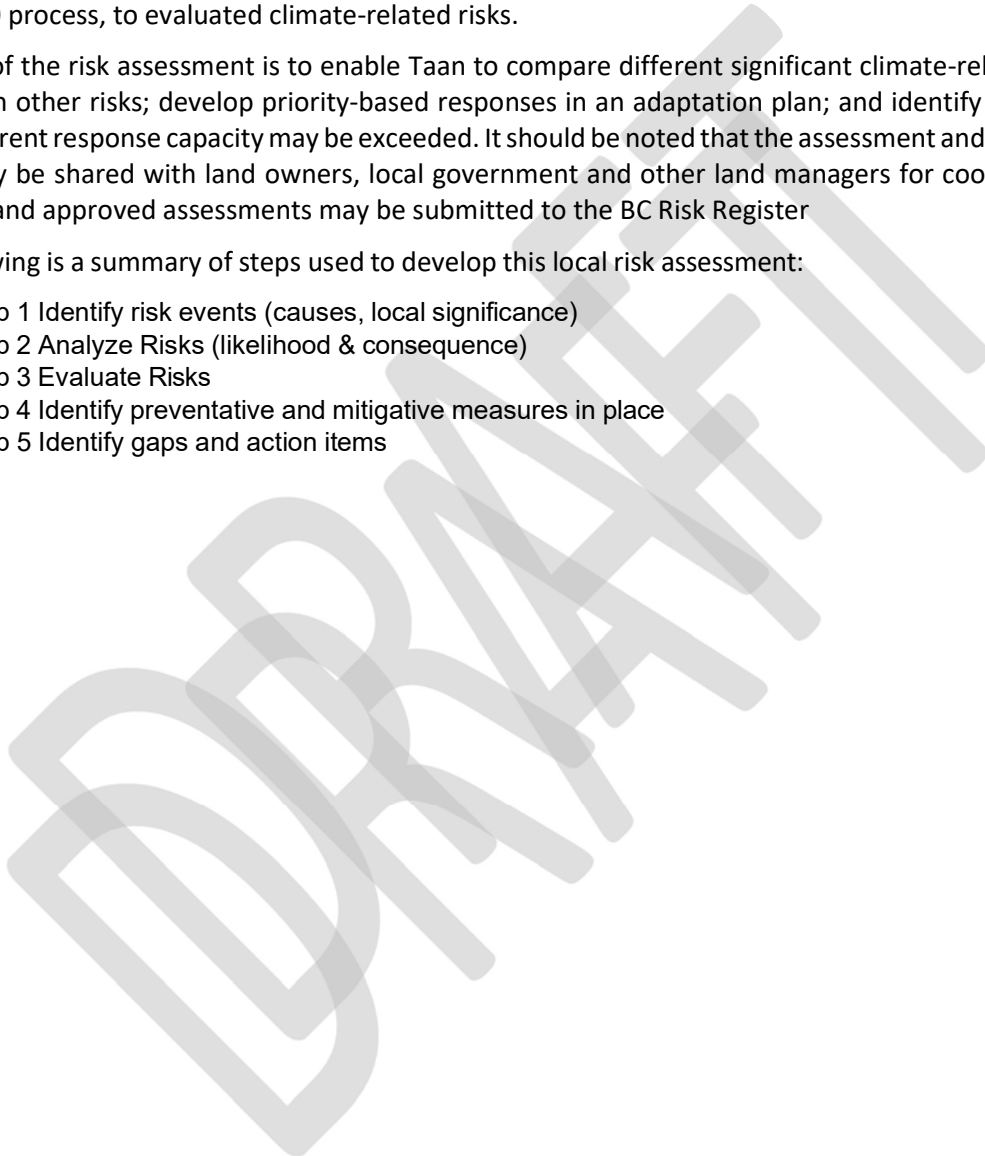 process, to evaluated climate-related risks.
of the risk assessment is to enable Taan to compare different significant climate-rel
other risks; develop priority-based responses in an adaptation plan; and identify
rent response capacity may be exceeded. It should be noted that the assessment and
be shared with land owners, local government and other land managers for coo
and approved assessments may be submitted to the BC Risk Register
ving is a summary of steps used to develop this local risk assessment:
1 Identify risk events (causes, local significance)
2 Analyze Risks (likelihood & consequence)
3 Evaluate Risks
4 Identify preventative and mitigative measures in place
5 Identify gaps and action items
DRAFT
DRAFT